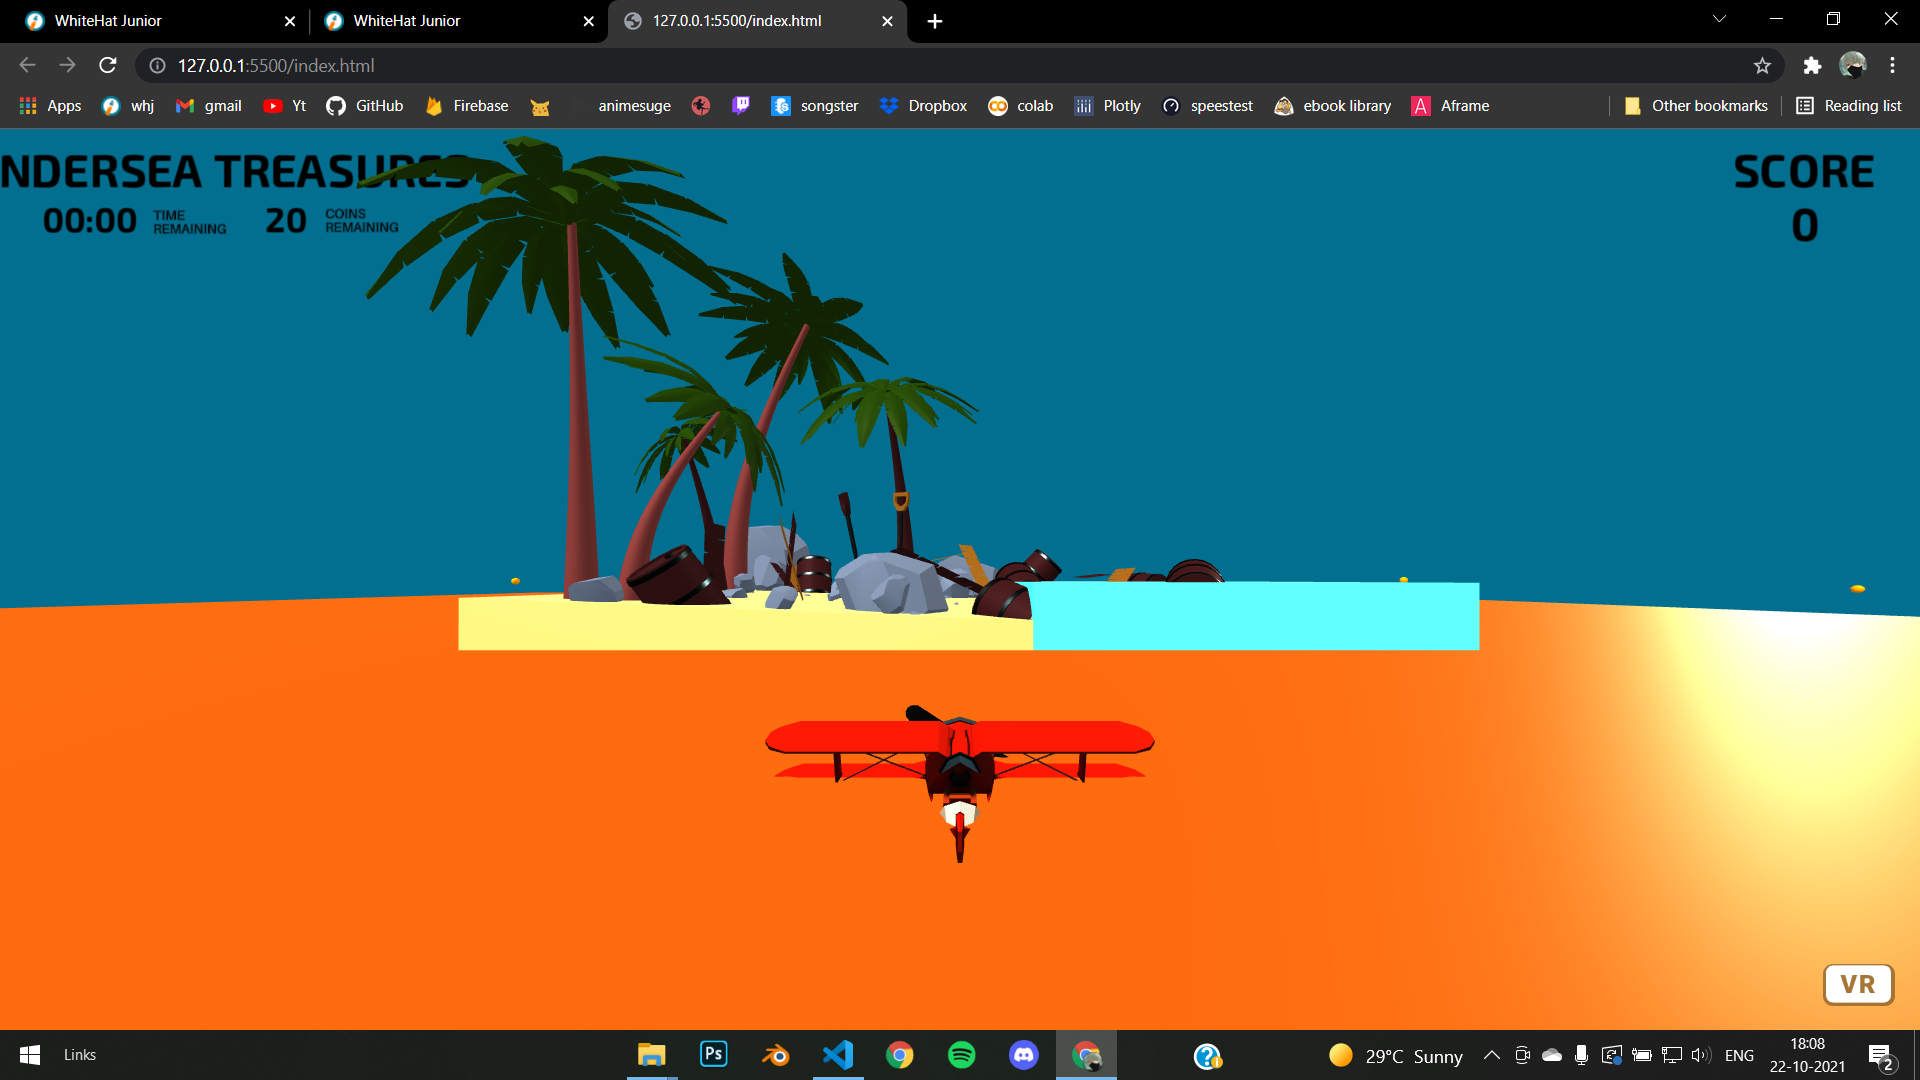 WhiteHat Junior
WhiteHat Junior
127.0.0.1:5500/index.html
127.0.0.1:5500/index.html
Apps whj gmail Yt GitHub Firebase animesuge songster Dropbox colab Plotly speestest ebook library A Aframe Other bookmarks Reading list
NDERSEA TREASURES
00:00 TIME REMAINING 20 COINS REMAINING
SCORE
0
VR
Links
Ps
29°C Sunny
ENG
18:08
22-10-2021
2